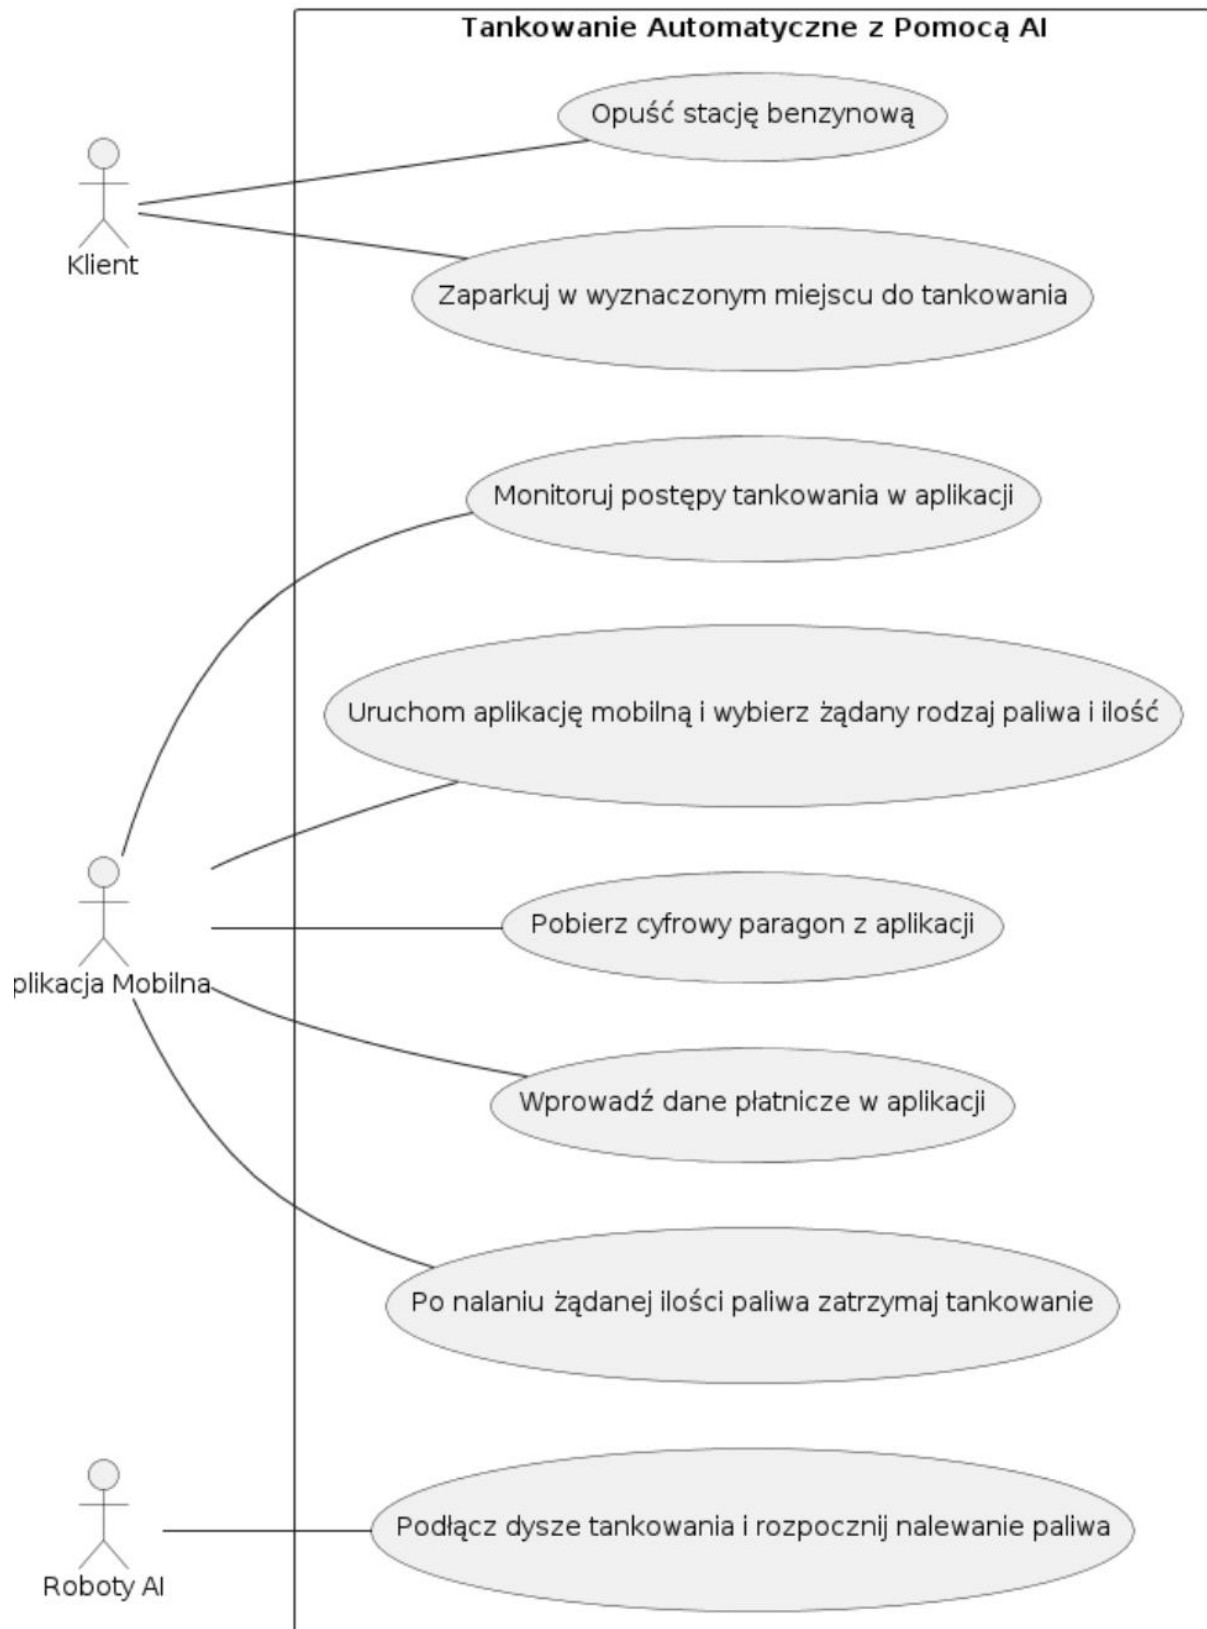 Tankowanie Automatyczne z Pomocą AI
Opuść stację benzynową
Klient
Zaparkuj w wyznaczonym miejscu do tankowania
Monitoruj postępy tankowania w aplikacji
Uruchom aplikację mobilną i wybierz żądany rodzaj paliwa i ilość
Pobierz cyfrowy paragon z aplikacji
plikacja Mobilna
Wprowadź dane płatnicze w aplikacji
Po nalaniu żądanej ilości paliwa zatrzymaj tankowanie
Podłącz dysze tankowania i rozpocznij nalewanie paliwa
Roboty AI